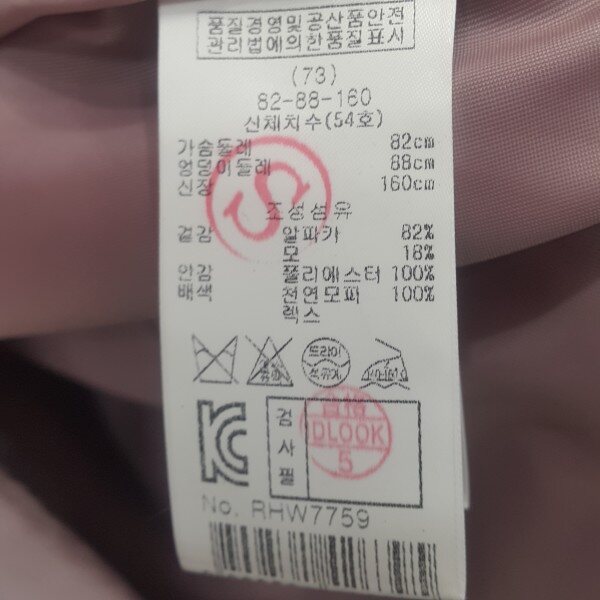 품질경영및공산품안전
관리법에의한품질표시
(73)
82-88-160
신체치수(54호)
가슴둘레 82cm
엉덩이둘레 88cm
신장 160cm
S
조성섬유
겉감 알파카 82%
모 18%
안감 폴리에스터 100%
배색 천연모피 100%
렉스
드라이
석유계
KC
검사필
합격
DLOOK
5
No. RHW7759